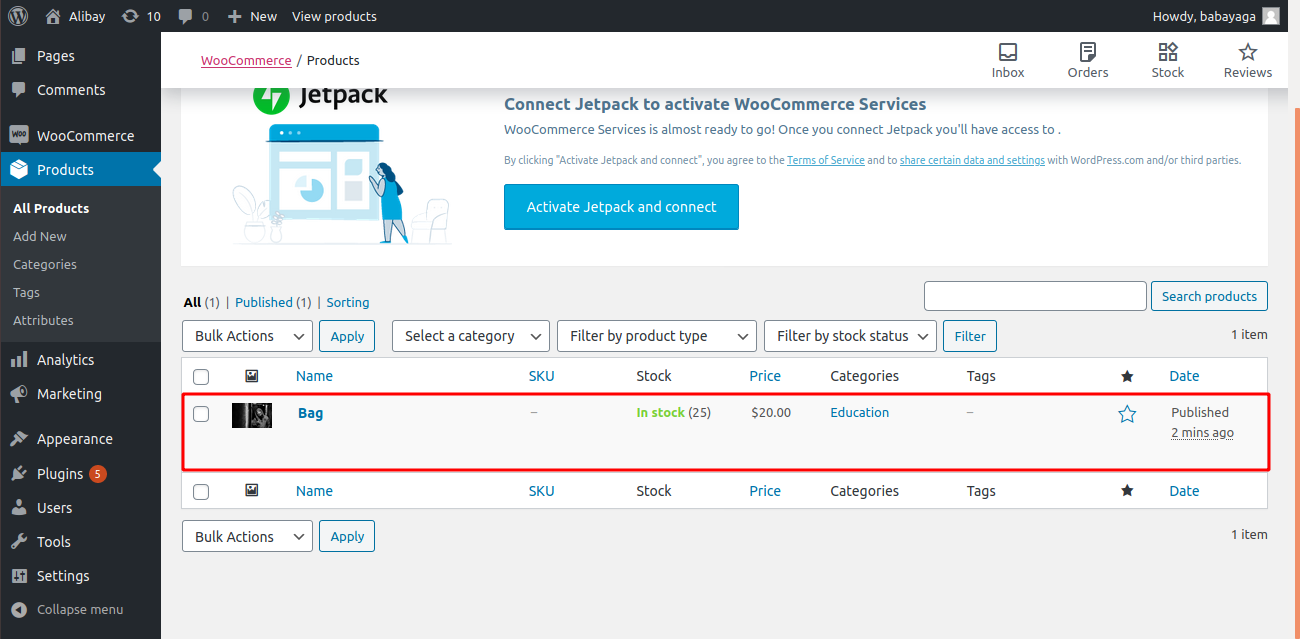 Alibay 10 0 New View products Howdy, babayaga
Pages
Comments
WooCommerce
Products
All Products
Add New
Categories
Tags
Attributes
Analytics
Marketing
Appearance
Plugins 5
Users
Tools
Settings
Collapse menu
WooCommerce / Products
Inbox Orders Stock Reviews
Jetpack
Connect Jetpack to activate WooCommerce Services
WooCommerce Services is almost ready to go! Once you connect Jetpack you'll have access to .
By clicking "Activate Jetpack and connect", you agree to the Terms of Service and to share certain data and settings with WordPress.com and/or third parties.
Activate Jetpack and connect
All (1) | Published (1) | Sorting
Search products
Bulk Actions Apply Select a category Filter by product type Filter by stock status Filter 1 item
Name SKU Stock Price Categories Tags Date
Bag – In stock (25) $20.00 Education – Published
2 mins ago
Name SKU Stock Price Categories Tags Date
Bulk Actions Apply 1 item